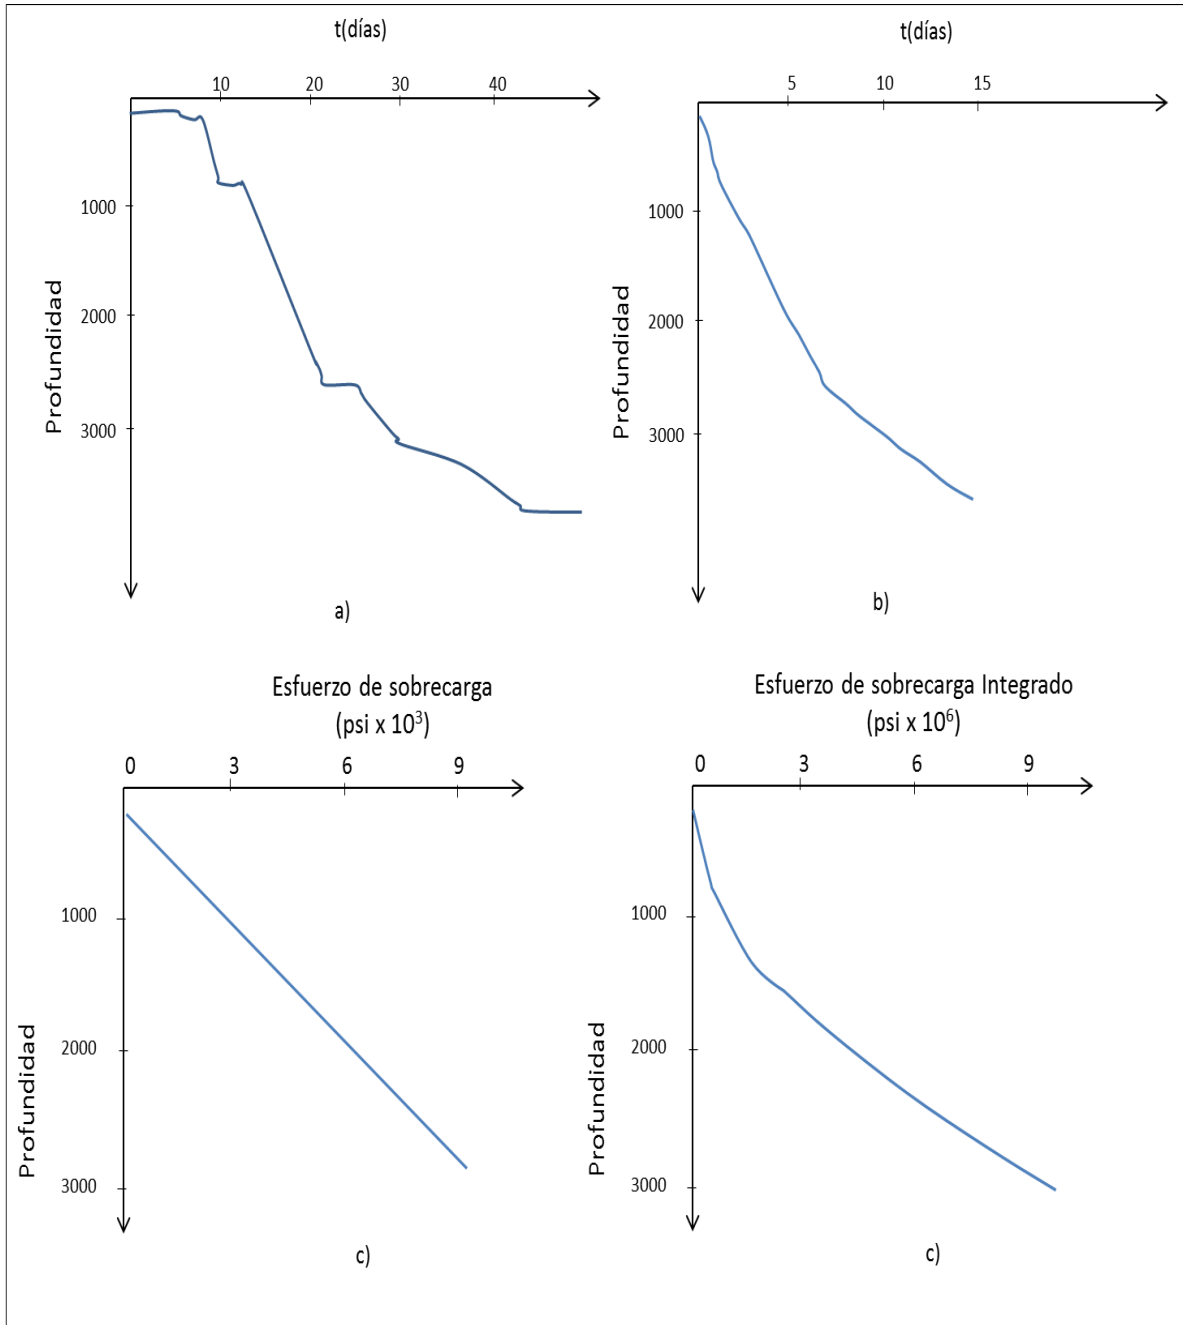 t(días)
10 20 30 40
1000
2000
3000
Profundidad
a)
t(días)
5 10 15
1000
2000
3000
Profundidad
b)
Esfuerzo de sobrecarga
(psi x 10³)
0 3 6 9
1000
2000
3000
Profundidad
c)
Esfuerzo de sobrecarga Integrado
(psi x 10⁶)
0 3 6 9
1000
2000
3000
Profundidad
c)